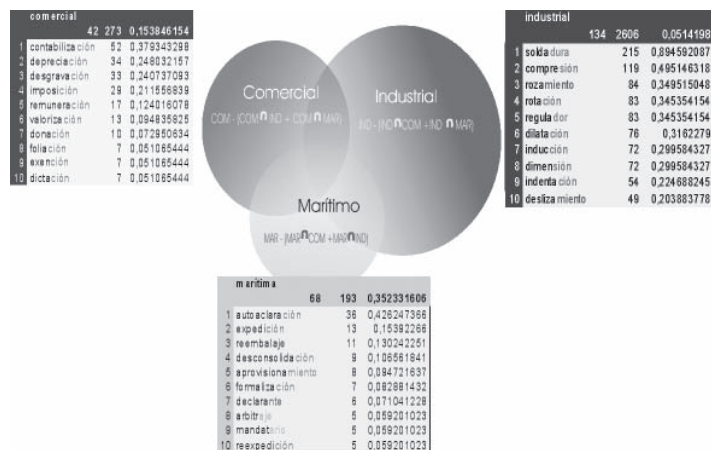 comercial
42 273 0,153846154
1 contabilización 52 0,379343288
2 depreciación 34 0,248032157
3 desgravación 33 0,240737093
4 imposición 29 0,211556839
5 remuneración 17 0,124016078
6 valorización 13 0,094835825
7 donación 10 0,072950634
8 foliación 7 0,051065444
9 exención 7 0,051065444
10 dictación 7 0,051065444
Comercial
COM - (COM∩IND + COM∩MAR)
Industrial
IND - (IND∩COM +IND∩MAR)
Marítimo
MAR - (MAR∩COM +MAR∩IND)
industrial
134 2606 0,0514198
1 soldadura 215 0,894592087
2 compresión 119 0,495146318
3 rozamiento 84 0,349515048
4 rotación 83 0,345354154
5 regulador 83 0,345354154
6 dilatación 76 0,3162279
7 inducción 72 0,299584327
8 dimensión 72 0,299584327
9 indentación 54 0,224688245
10 deslizamiento 49 0,203883778
maritima
68 193 0,352331606
1 autoaclaración 36 0,426247366
2 expedición 13 0,15392266
3 reembalaje 11 0,130242251
4 desconsolidación 9 0,106561841
5 aprovisionamiento 8 0,094721637
6 formalización 7 0,082881432
7 declarante 6 0,071041228
8 arbitraje 5 0,059201023
9 mandatario 5 0,059201023
10 reexpedición 5 0,059201023